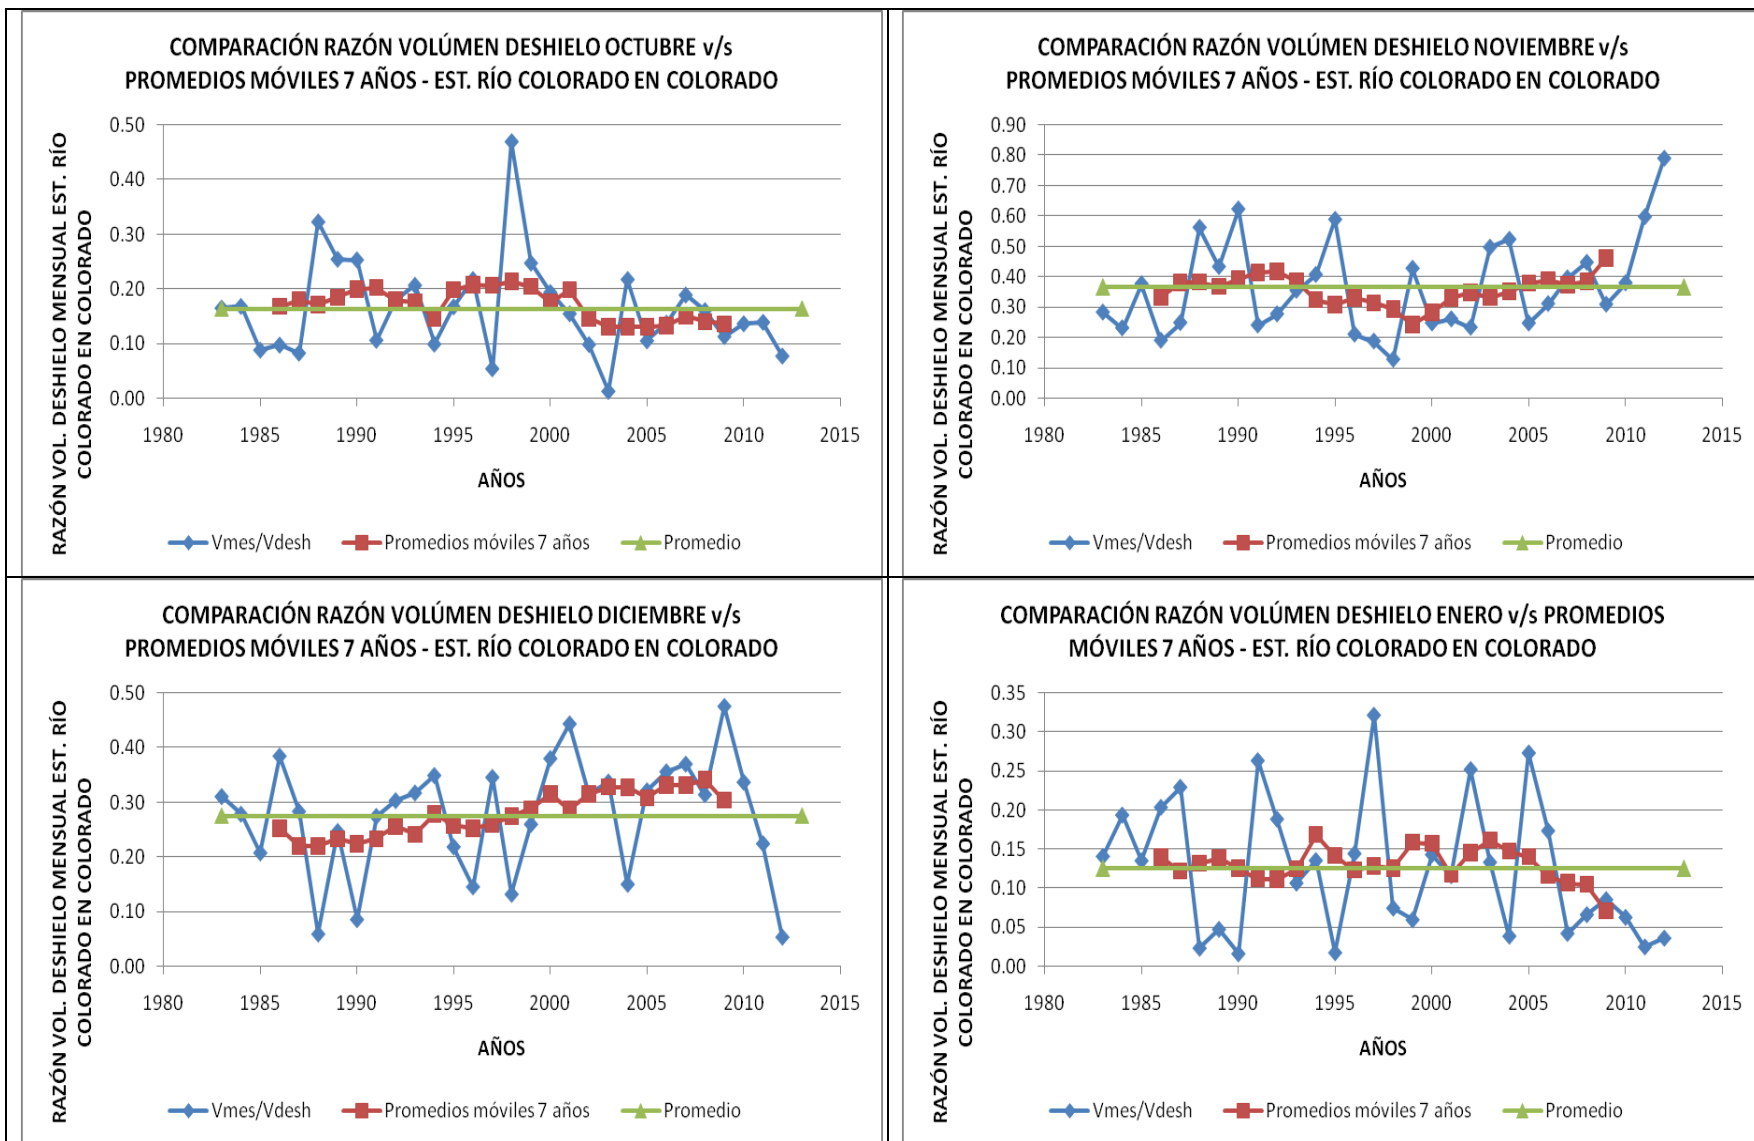 COMPARACIÓN RAZÓN VOLÚMEN DESHIELO OCTUBRE v/s
PROMEDIOS MÓVILES 7 AÑOS - EST. RÍO COLORADO EN COLORADO
RAZÓN VOL. DESHIELO MENSUAL EST. RÍO
COLORADO EN COLORADO
0.50
0.40
0.30
0.20
0.10
0.00
1980 1985 1990 1995 2000 2005 2010 2015
AÑOS
Vmes/Vdesh Promedios móviles 7 años Promedio
COMPARACIÓN RAZÓN VOLÚMEN DESHIELO NOVIEMBRE v/s
PROMEDIOS MÓVILES 7 AÑOS - EST. RÍO COLORADO EN COLORADO
RAZÓN VOL. DESHIELO MENSUAL EST. RÍO
COLORADO EN COLORADO
0.90
0.80
0.70
0.60
0.50
0.40
0.30
0.20
0.10
0.00
1980 1985 1990 1995 2000 2005 2010 2015
AÑOS
Vmes/Vdesh Promedios móviles 7 años Promedio
COMPARACIÓN RAZÓN VOLÚMEN DESHIELO DICIEMBRE v/s
PROMEDIOS MÓVILES 7 AÑOS - EST. RÍO COLORADO EN COLORADO
RAZÓN VOL. DESHIELO MENSUAL EST. RÍO
COLORADO EN COLORADO
0.50
0.40
0.30
0.20
0.10
0.00
1980 1985 1990 1995 2000 2005 2010 2015
AÑOS
Vmes/Vdesh Promedios móviles 7 años Promedio
COMPARACIÓN RAZÓN VOLÚMEN DESHIELO ENERO v/s PROMEDIOS
MÓVILES 7 AÑOS - EST. RÍO COLORADO EN COLORADO
RAZÓN VOL. DESHIELO MENSUAL EST. RÍO
COLORADO EN COLORADO
0.35
0.30
0.25
0.20
0.15
0.10
0.05
0.00
1980 1985 1990 1995 2000 2005 2010 2015
AÑOS
Vmes/Vdesh Promedios móviles 7 años Promedio